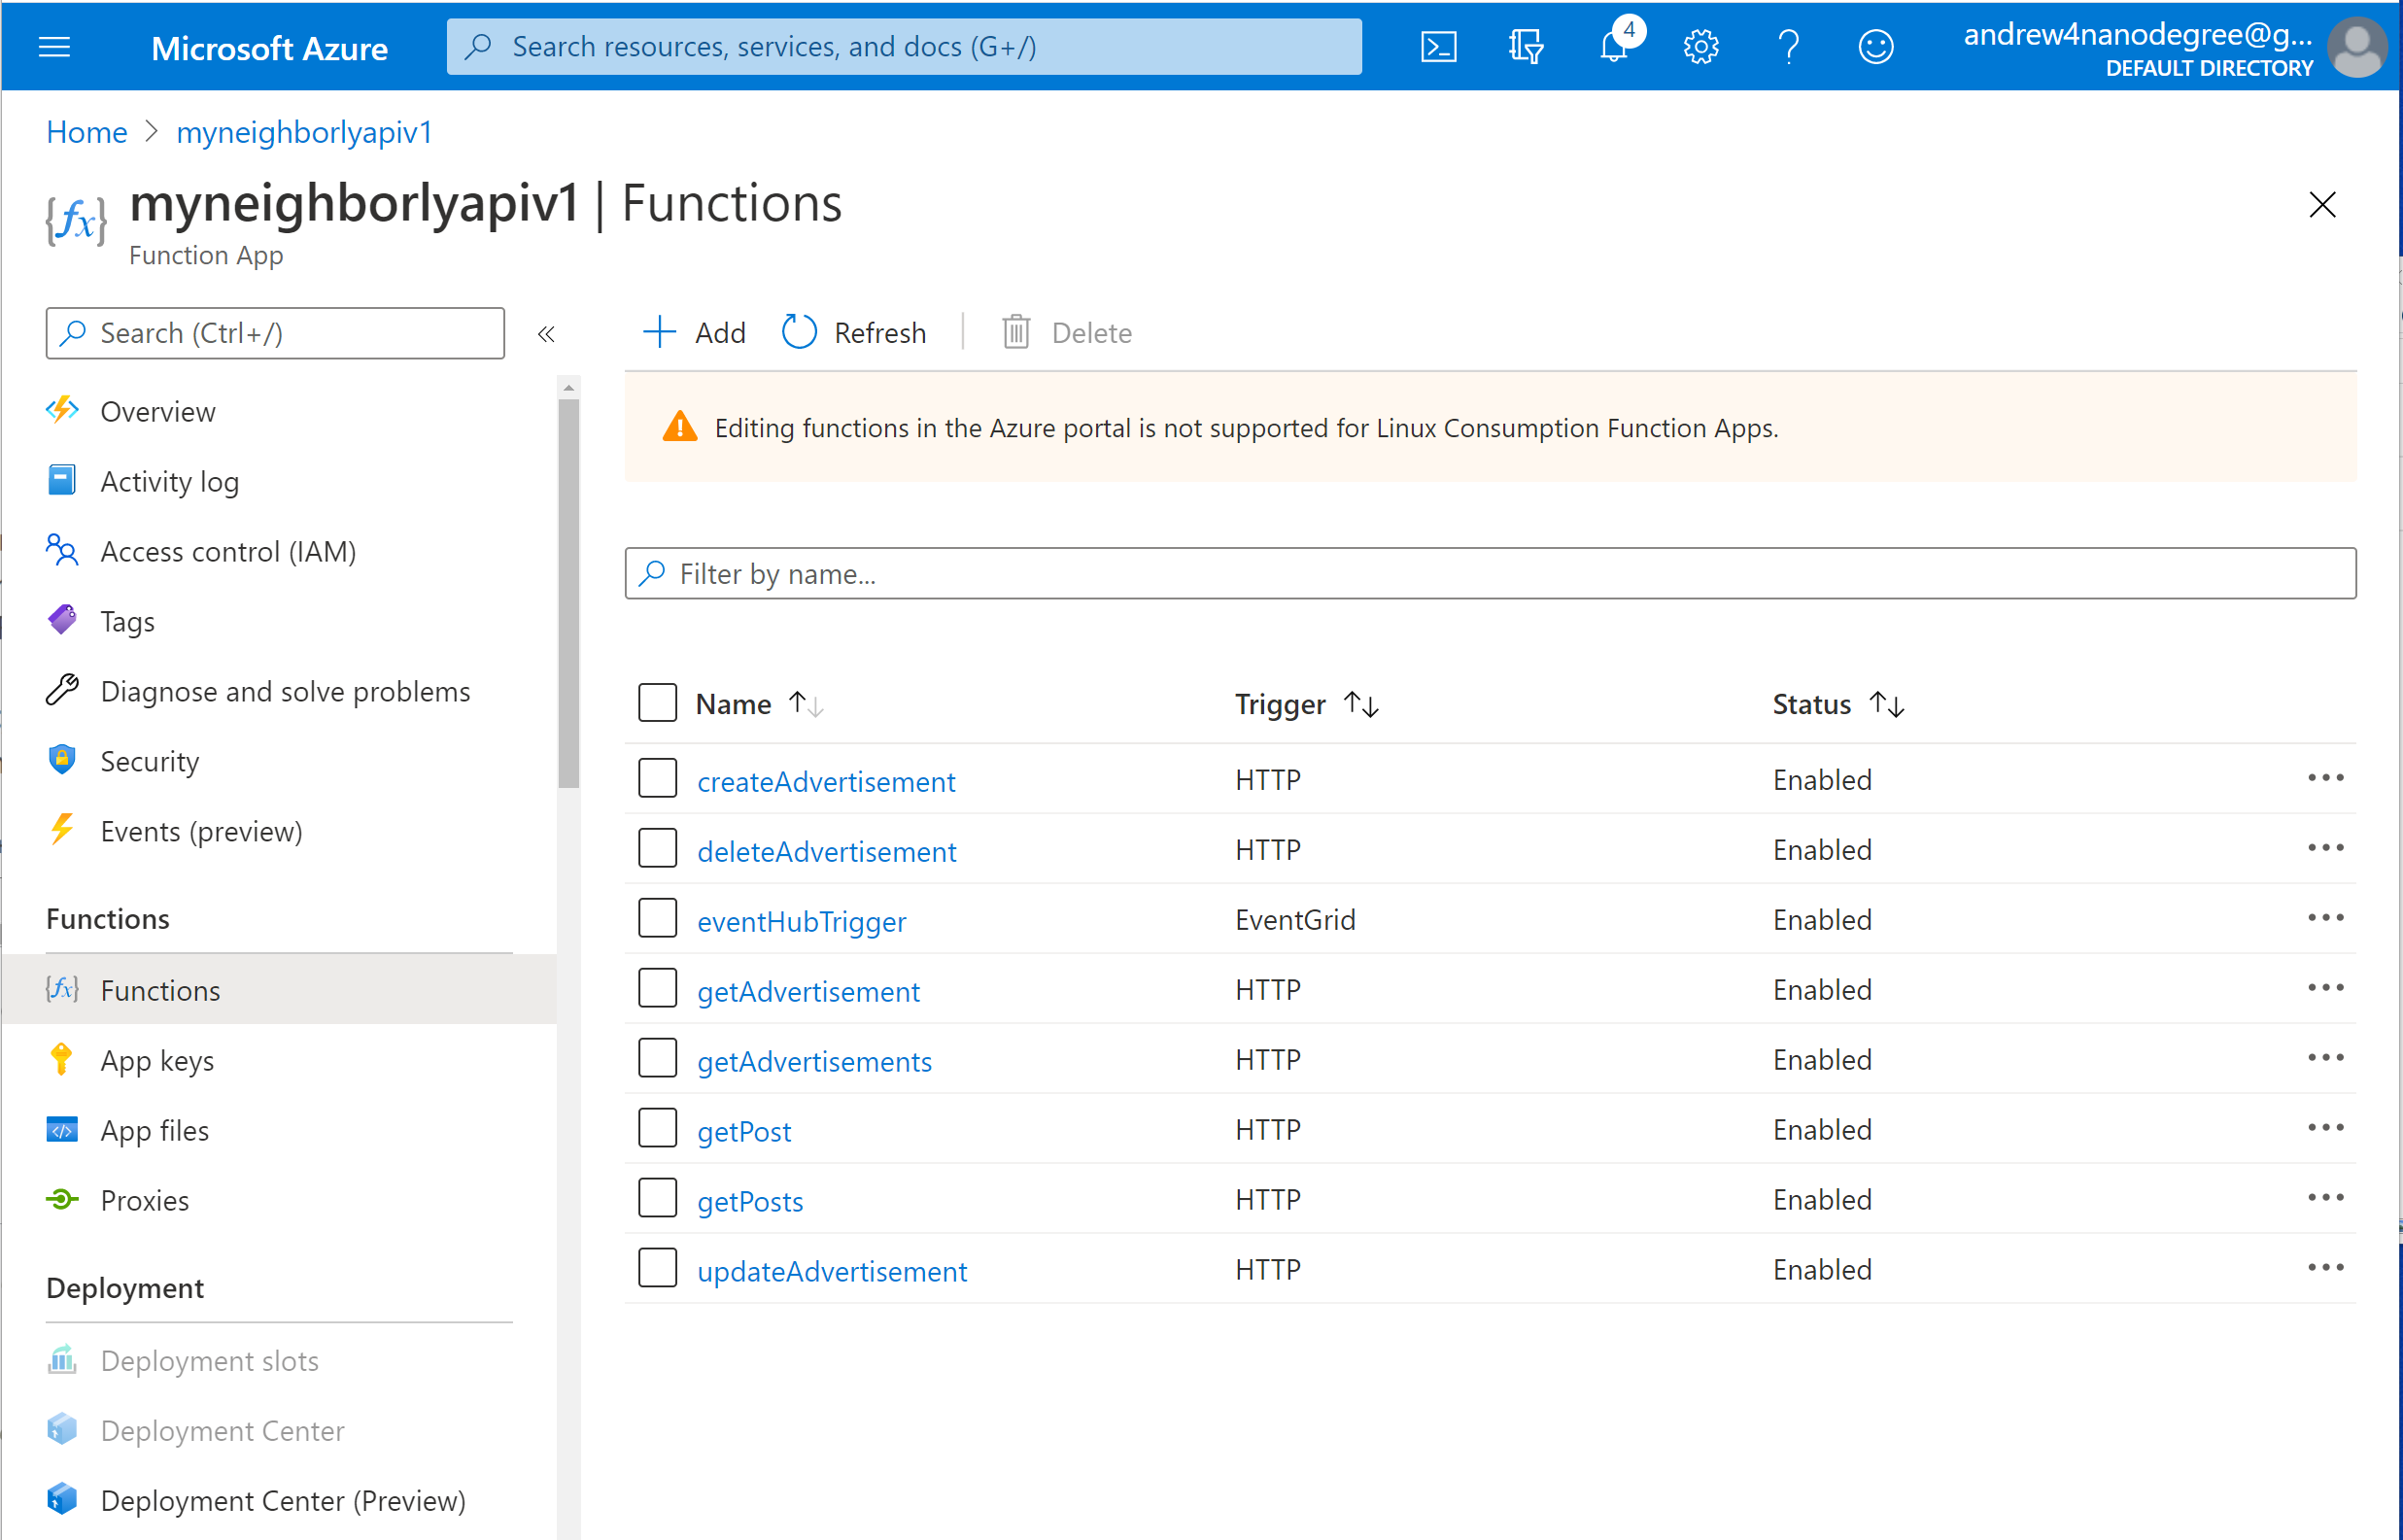 Microsoft Azure
Search resources, services, and docs (G+/)
4
andrew4nanodegree@g...
DEFAULT DIRECTORY
Home > myneighborlyapiv1
myneighborlyapiv1 | Functions
Function App
Search (Ctrl+/)
«
Add
Refresh
Delete
Overview
Activity log
Access control (IAM)
Tags
Diagnose and solve problems
Security
Events (preview)
Functions
Functions
App keys
App files
Proxies
Deployment
Deployment slots
Deployment Center
Deployment Center (Preview)
Editing functions in the Azure portal is not supported for Linux Consumption Function Apps.
Filter by name...
Name Trigger Status
createAdvertisement HTTP Enabled
deleteAdvertisement HTTP Enabled
eventHubTrigger EventGrid Enabled
getAdvertisement HTTP Enabled
getAdvertisements HTTP Enabled
getPost HTTP Enabled
getPosts HTTP Enabled
updateAdvertisement HTTP Enabled